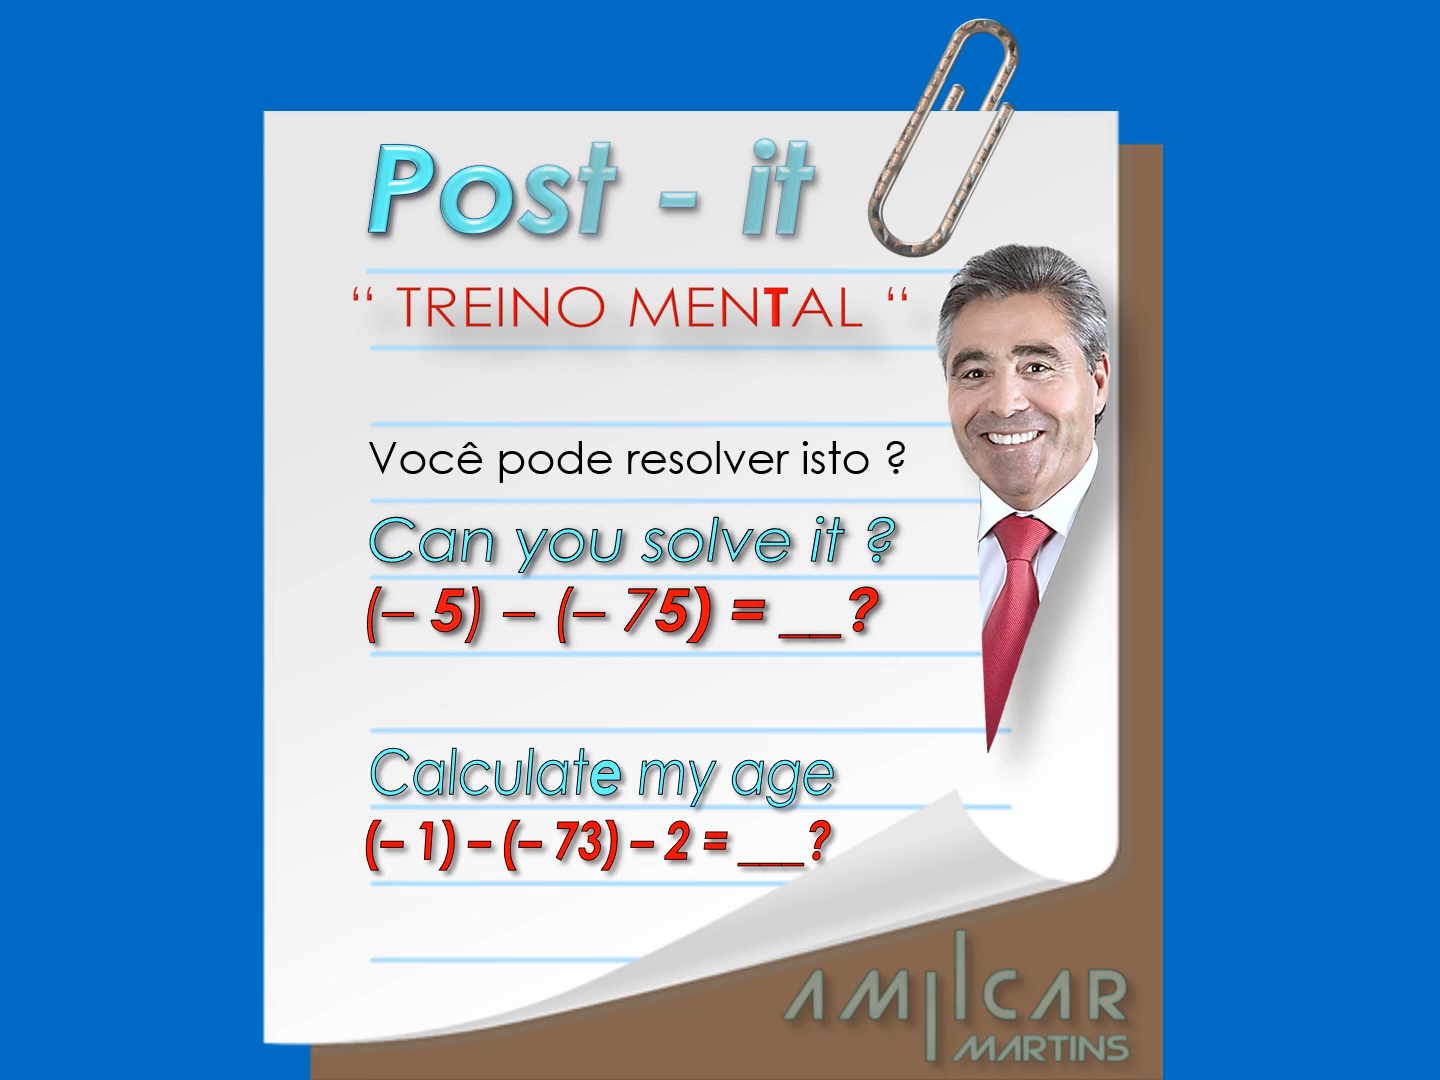 Post - it
“ TREINO MENTAL “
Você pode resolver isto ?
Can you solve it ?
(– 5) – (– 75) = __?
Calculate my age
(– 1) – (– 73) – 2 = ___?
AMILCAR
MARTINS